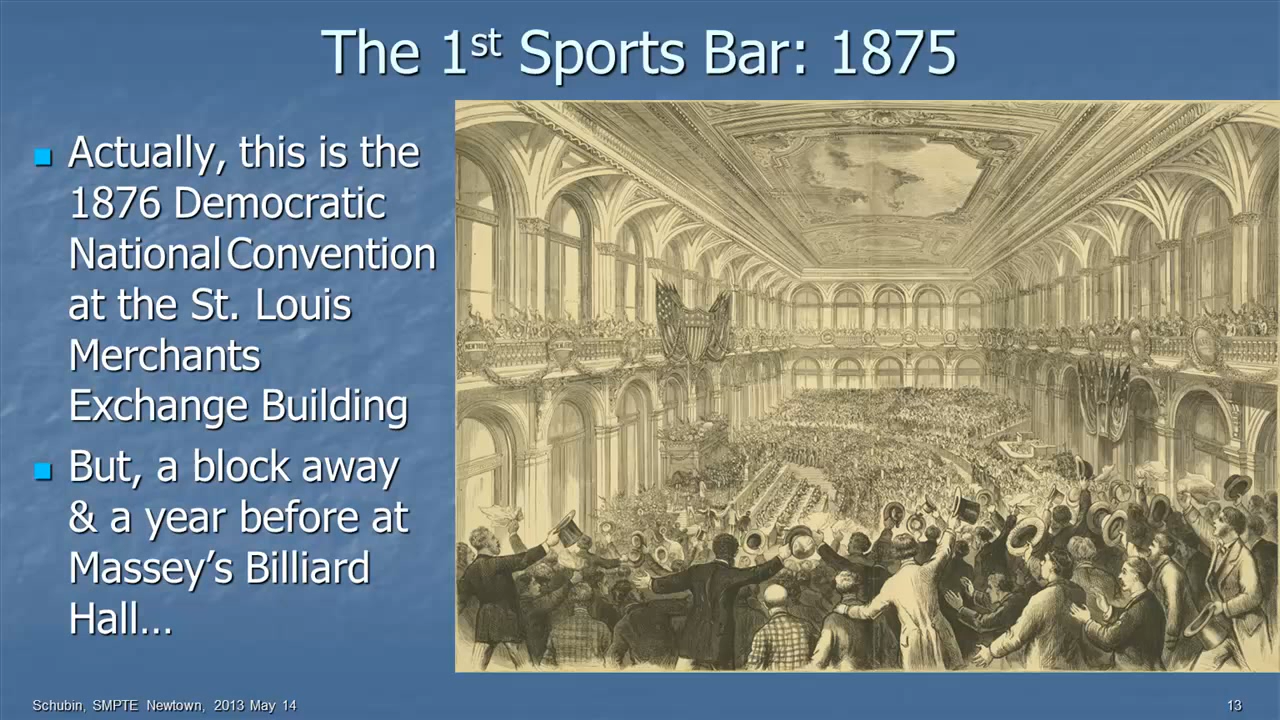 The 1st Sports Bar: 1875
Actually, this is the
1876 Democratic
National Convention
at the St. Louis
Merchants
Exchange Building
But, a block away
& a year before at
Massey’s Billiard
Hall…
Schubin, SMPTE Newtown, 2013 May 14
13